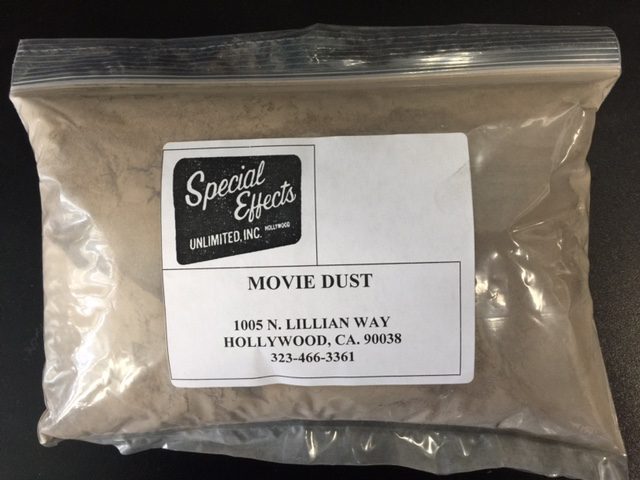 Special
Effects
UNLIMITED, INC. HOLLYWOOD
MOVIE DUST
1005 N. LILLIAN WAY
HOLLYWOOD, CA. 90038
323-466-3361